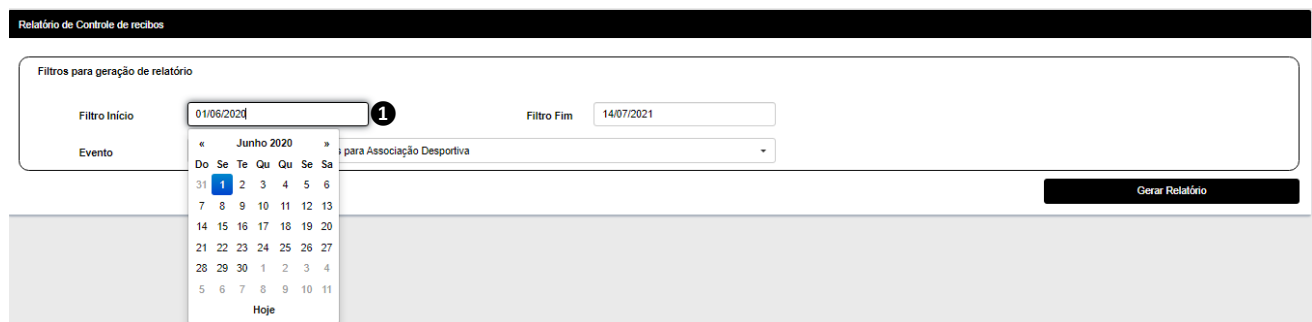 Relatório de Controle de recibos
Filtros para geração de relatório
Filtro Início 01/06/2020 1 Filtro Fim 14/07/2021
« Junho 2020 »
Evento para Associação Desportiva
Do Se Te Qu Qu Se Sa
31 1 2 3 4 5 6
Gerar Relatório
7 8 9 10 11 12 13
14 15 16 17 18 19 20
21 22 23 24 25 26 27
28 29 30 1 2 3 4
5 6 7 8 9 10 11
Hoje